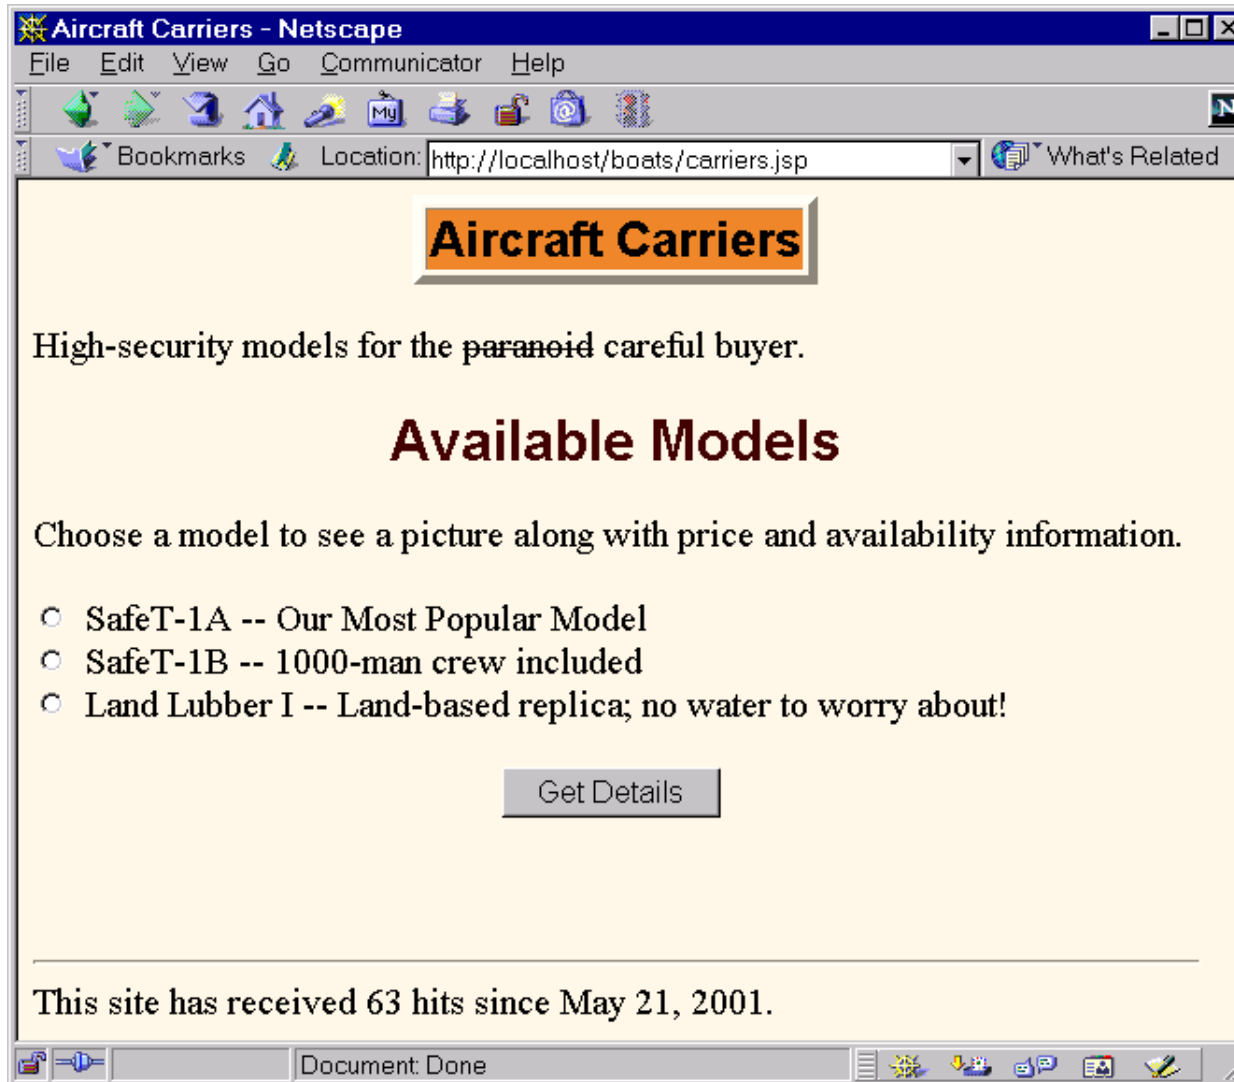 Aircraft Carriers - Netscape
File Edit View Go Communicator Help
My
N
Bookmarks Location: http://localhost/boats/carriers.jsp What's Related
Aircraft Carriers
High-security models for the paranoid careful buyer.
Available Models
Choose a model to see a picture along with price and availability information.
SafeT-1A -- Our Most Popular Model
SafeT-1B -- 1000-man crew included
Land Lubber I -- Land-based replica; no water to worry about!
Get Details
This site has received 63 hits since May 21, 2001.
Document: Done